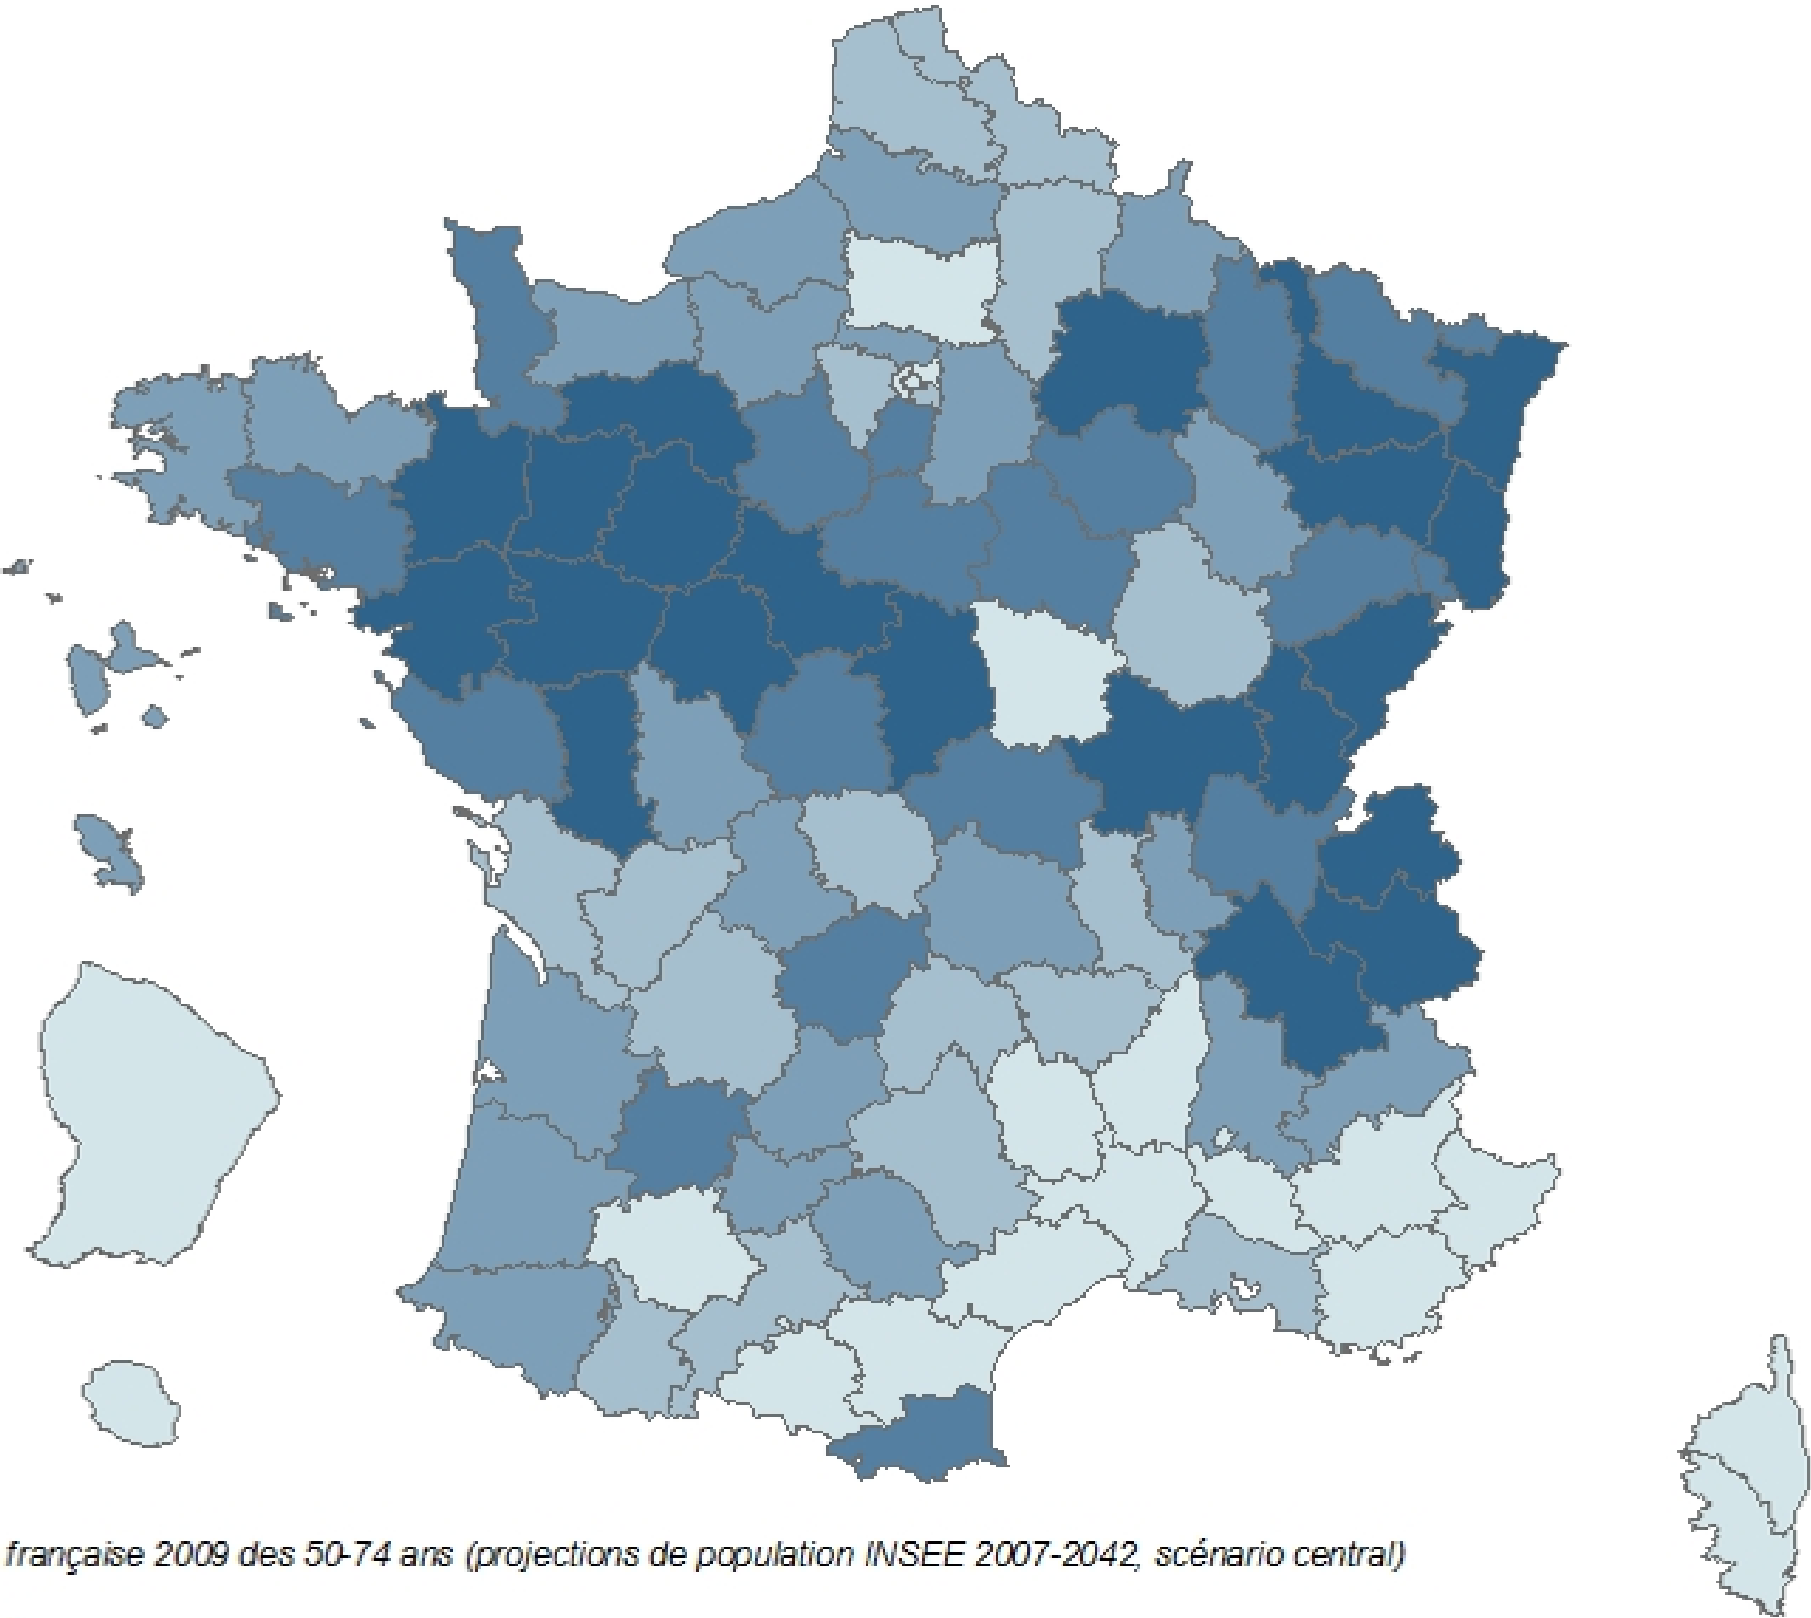 française 2009 des 50-74 ans (projections de population INSEE 2007-2042, scénario central)